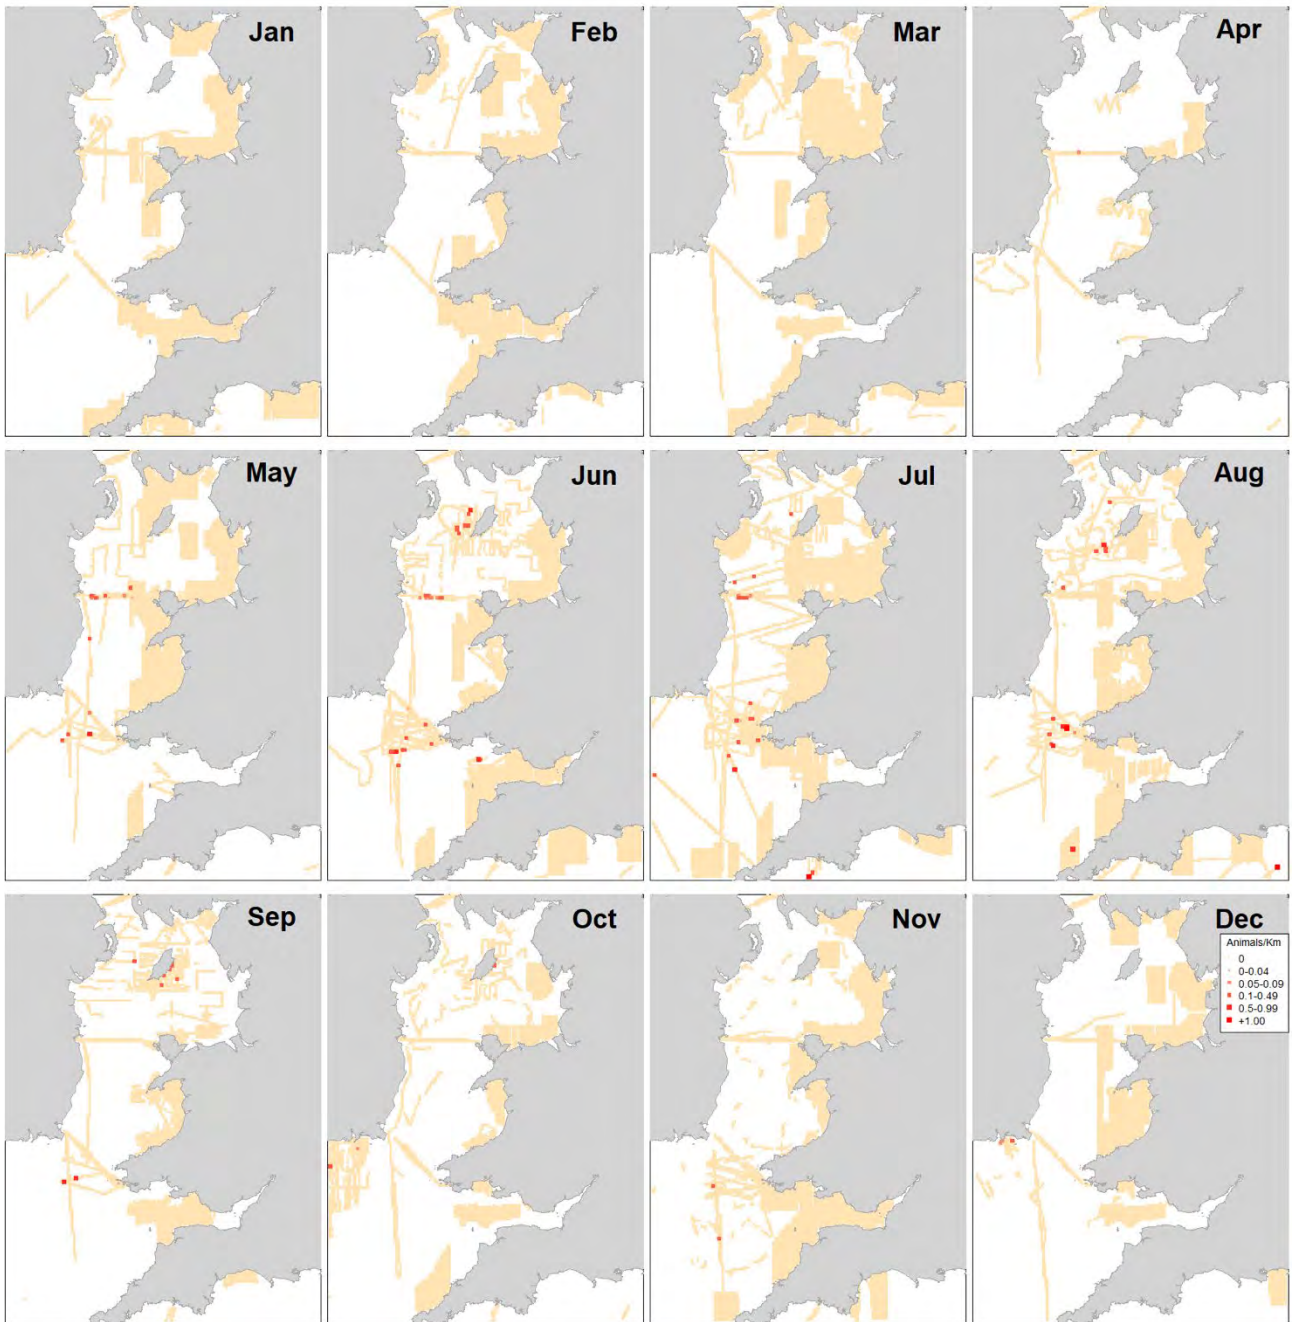 Jan
Feb
Mar
Apr
May
Jun
Jul
Aug
Sep
Oct
Nov
Dec
Animals/Km
0
0-0.04
0.05-0.09
0.1-0.49
0.5-0.99
+1.00